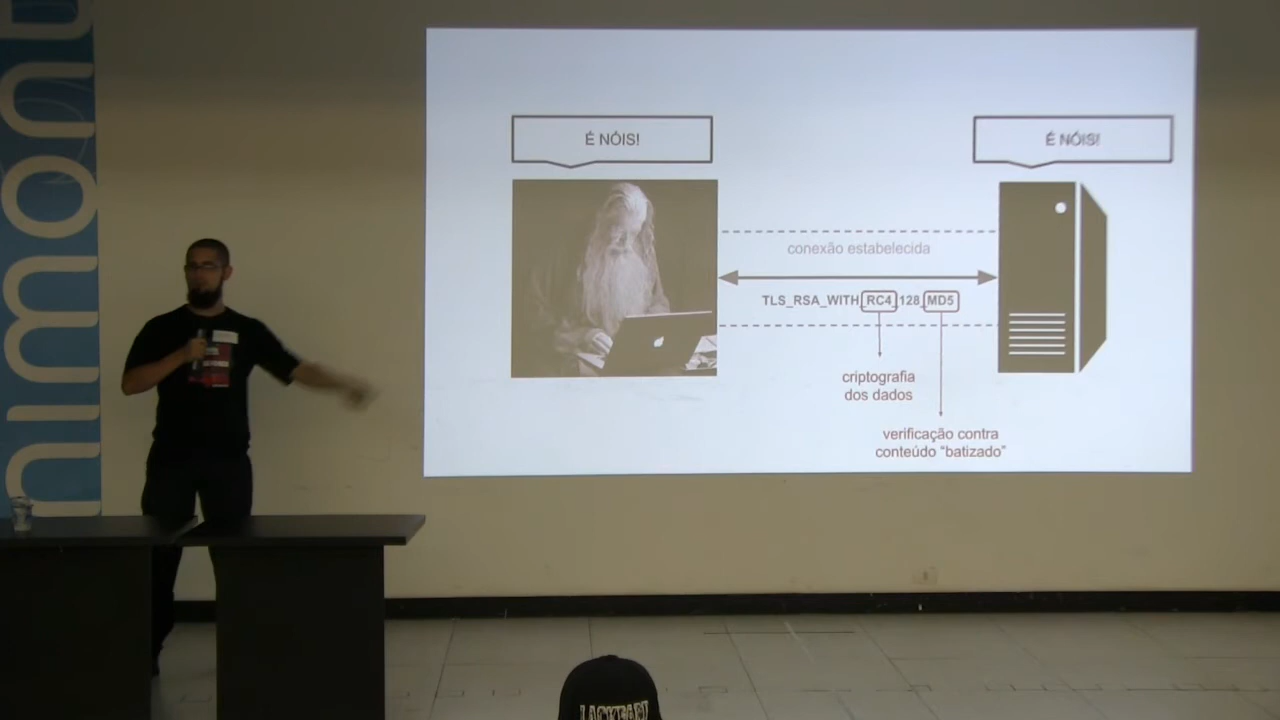 É NÓIS!
É NÓIS!
conexão estabelecida
TLS_RSA_WITH_RC4_128_MD5
criptografia
dos dados
verificação contra
conteúdo “batizado”